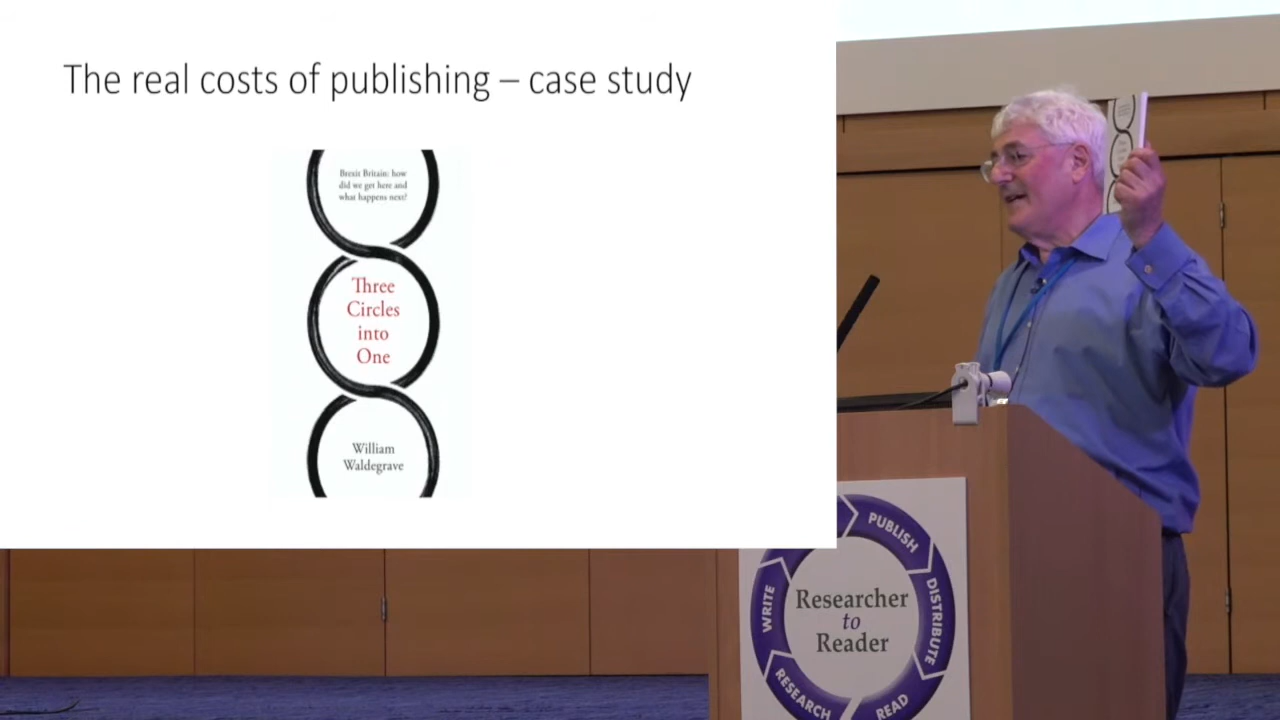 The real costs of publishing – case study
Brexit Britain: how
did we get here and
what happens next?
Three
Circles
into
One
William
Waldegrave
PUBLISH
DISTRIBUTE
READ
RESEARCH
WRITE
Researcher
to
Reader